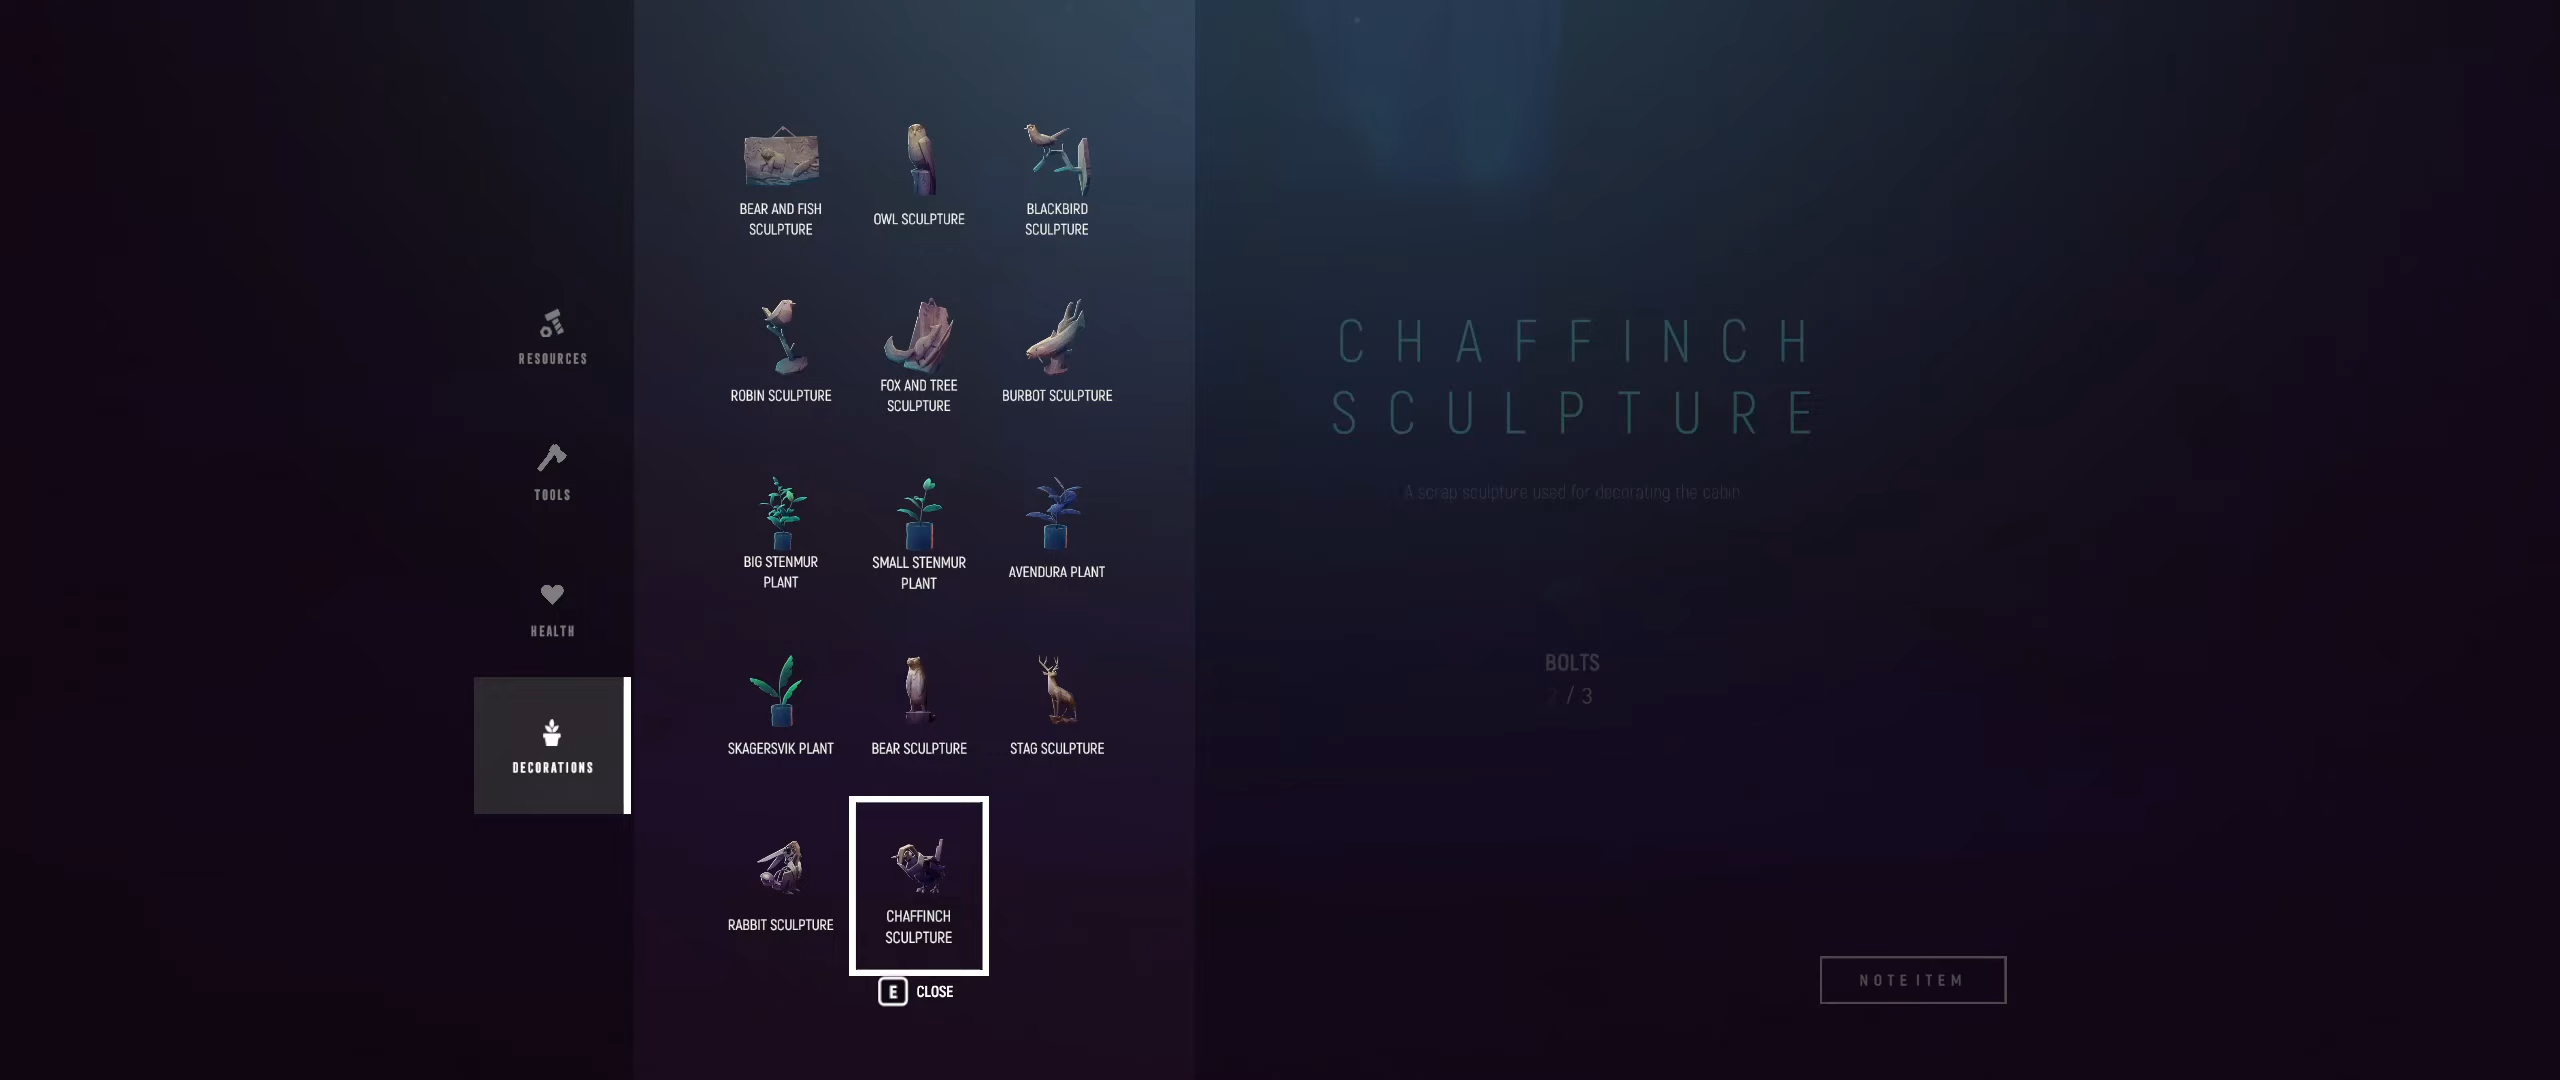 RESOURCES
TOOLS
HEALTH
DECORATIONS
BEAR AND FISH
SCULPTURE
OWL SCULPTURE
BLACKBIRD
SCULPTURE
ROBIN SCULPTURE
FOX AND TREE
SCULPTURE
BURBOT SCULPTURE
BIG STENMUR
PLANT
SMALL STENMUR
PLANT
AVENDURA PLANT
SKAGERSVIK PLANT
BEAR SCULPTURE
STAG SCULPTURE
RABBIT SCULPTURE
CHAFFINCH
SCULPTURE
E CLOSE
CHAFFINCH
SCULPTURE
A scrap sculpture used for decorating the cabin
BOLTS
/ 3
NOTE ITEM